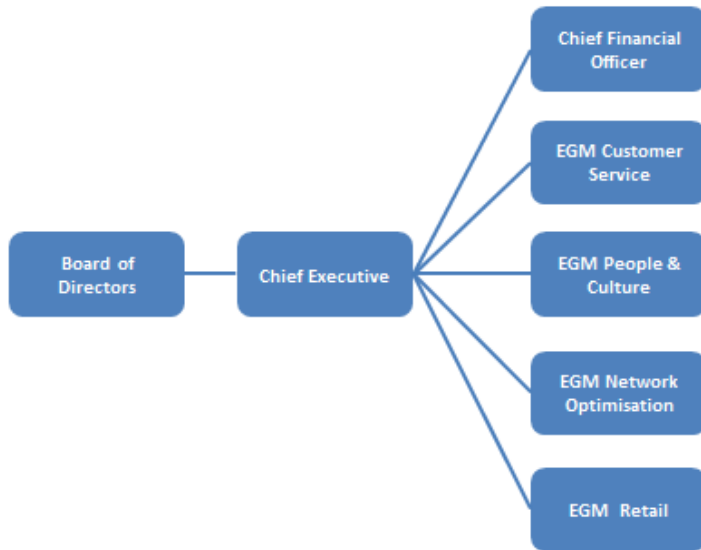 Board of
Directors
Chief Executive
Chief Financial
Officer
EGM Customer
Service
EGM People &
Culture
EGM Network
Optimisation
EGM Retail